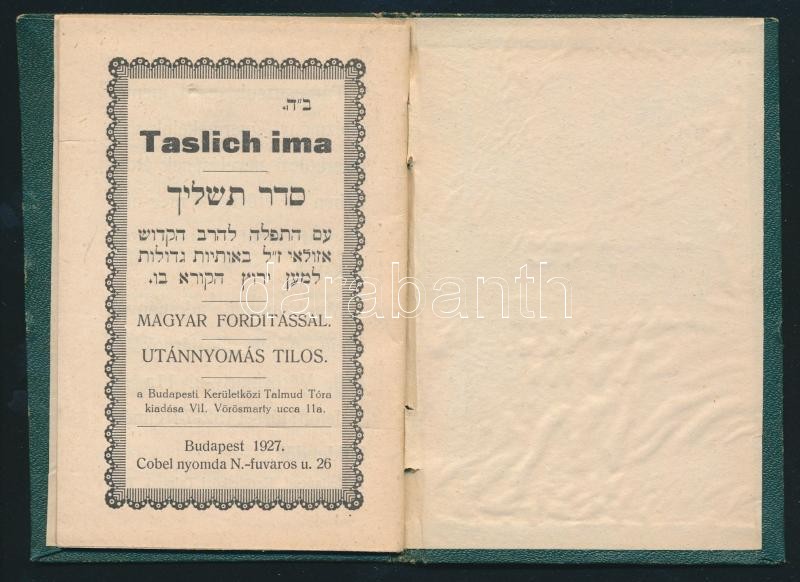 ב״ה.
Taslich ima
סדר תשליך
עם התפלה להרב הקדוש
אזולאי ז״ל באותיות גדולות
למען ירוץ הקורא בו.
MAGYAR FORDITÁSSAL.
UTÁNNYOMÁS TILOS.
a Budapesti Kerületközi Talmud Tóra
kiadása VII. Vörösmarty ucca 11a.
Budapest 1927.
Cobel nyomda N.-fuvaros u. 26
darabanth